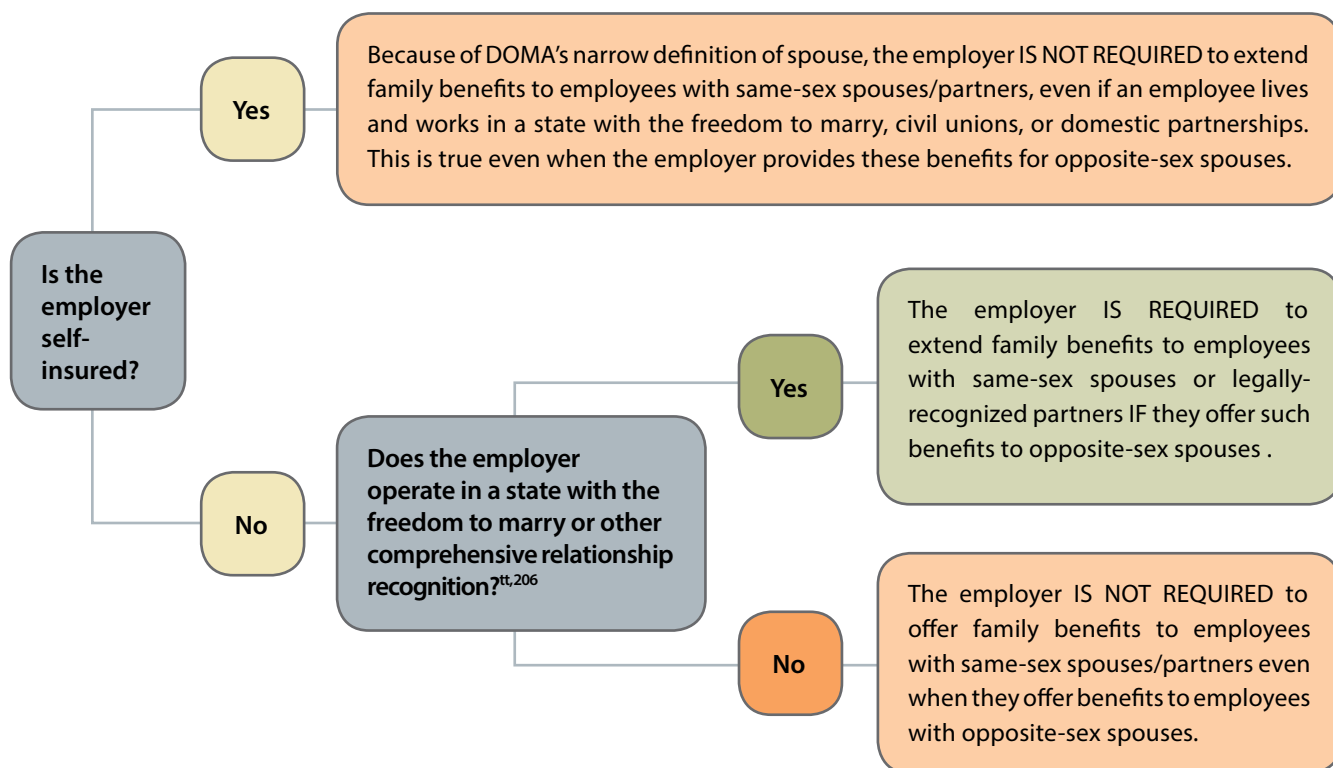 Yes
Because of DOMA’s narrow definition of spouse, the employer IS NOT REQUIRED to extend
family benefits to employees with same-sex spouses/partners, even if an employee lives
and works in a state with the freedom to marry, civil unions, or domestic partnerships.
This is true even when the employer provides these benefits for opposite-sex spouses.
Is the
employer
self-
insured?
No
Does the employer
operate in a state with the
freedom to marry or other
comprehensive relationship
recognition?tt,206
Yes
The employer IS REQUIRED to
extend family benefits to employees
with same-sex spouses or legally-
recognized partners IF they offer such
benefits to opposite-sex spouses .
No
The employer IS NOT REQUIRED to
offer family benefits to employees
with same-sex spouses/partners even
when they offer benefits to employees
with opposite-sex spouses.